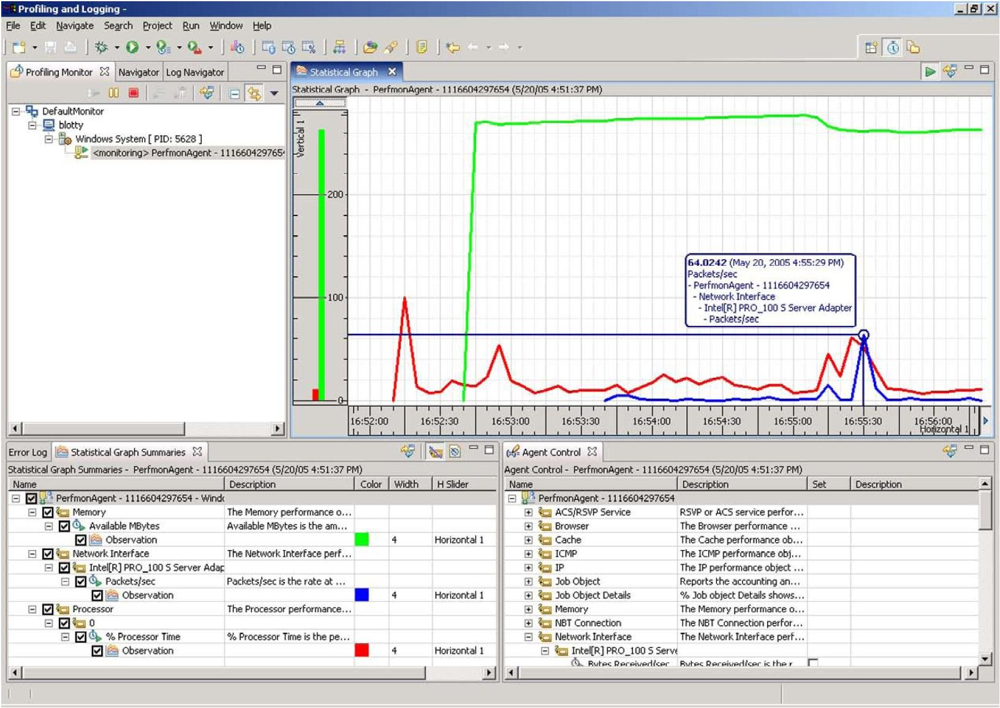 Profiling and Logging -
File Edit Navigate Search Project Run Window Help
Profiling Monitor Navigator Log Navigator
DefaultMonitor
blotty
Windows System [ PID: 5628 ]
<monitoring> PerfmonAgent - 1116604297654
Statistical Graph
Statistical Graph - PerfmonAgent - 1116604297654 (5/20/05 4:51:37 PM)
Vertical 1
200
100
0
64.0242 (May 20, 2005 4:55:29 PM)
Packets/sec
- PerfmonAgent - 1116604297654
- Network Interface
- Intel[R] PRO_100 S Server Adapter
- Packets/sec
16:52:00 16:52:30 16:53:00 16:53:30 16:54:00 16:54:30 16:55:00 16:55:30 16:56:00
Horizontal 1
Error Log Statistical Graph Summaries
Statistical Graph Summaries - PerfmonAgent - 1116604297654 (5/20/05 4:51:37 PM)
Name Description Color Width H Slider
PerfmonAgent - 1116604297654 - Windo
Memory The Memory performance o...
Available MBytes Available MBytes is the am...
Observation 4 Horizontal 1
Network Interface The Network Interface perf...
Intel[R] PRO_100 S Server Adap
Packets/sec Packets/sec is the rate at ...
Observation 4 Horizontal 1
Processor The Processor performance...
0
% Processor Time % Processor Time is the pe...
Observation 4 Horizontal 1
Agent Control
Agent Control - PerfmonAgent - 1116604297654 (5/20/05 4:51:37 PM)
Name Description Set Description
PerfmonAgent - 1116604297654
ACS/RSVP Service RSVP or ACS service perfor...
Browser The Browser performance ...
Cache The Cache performance ob...
ICMP The ICMP performance obj...
IP The IP performance object ...
Job Object Reports the accounting an...
Job Object Details % Job object Details shows...
Memory The Memory performance o...
NBT Connection The NBT Connection perfor...
Network Interface The Network Interface perf...
Intel[R] PRO_100 S Serve
Bytes Received/sec Bytes Received/sec is the r